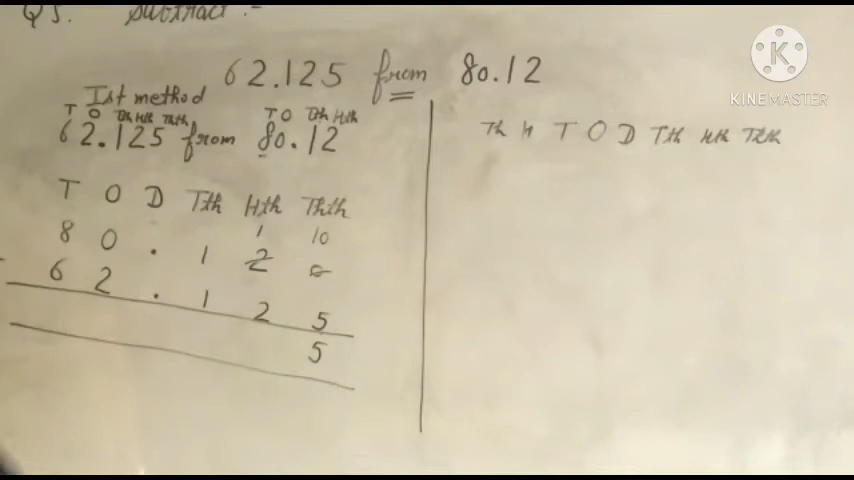 Q5. Subtract :-
62.125 from 80.12
Ist method
T O Tth Hth Thth T O Tth Hth
62.125 from 80.12
T O D Tth Hth Thth
1 10
8 0 . 1 2 0
- 6 2 . 1 2 5
5
Th H T O D Tth Hth Thth
KINEMASTER